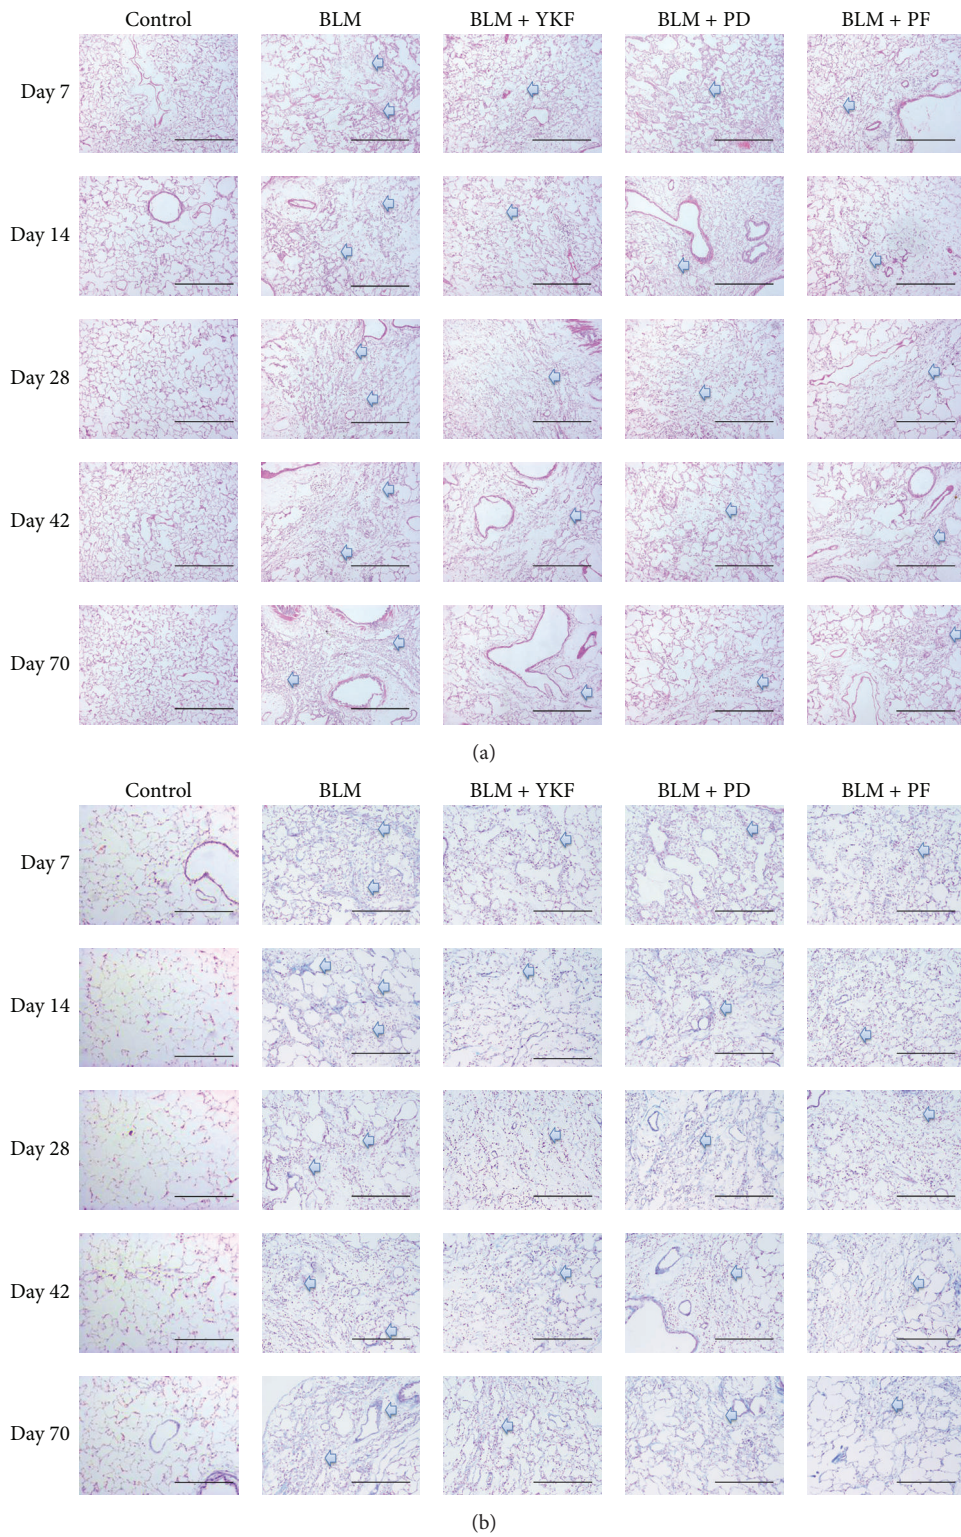 Control BLM BLM + YKF BLM + PD BLM + PF
Day 7
Day 14
Day 28
Day 42
Day 70
(a)
Control BLM BLM + YKF BLM + PD BLM + PF
Day 7
Day 14
Day 28
Day 42
Day 70
(b)